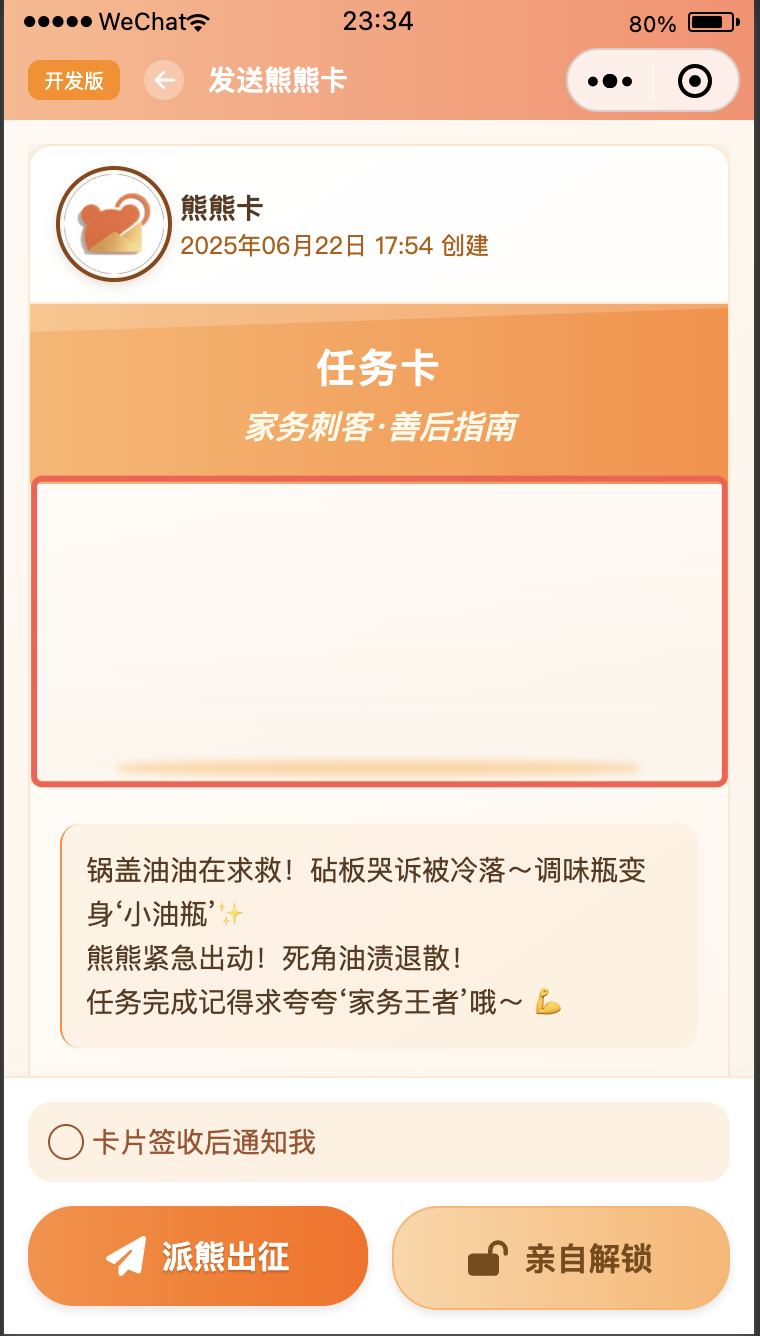 WeChat 23:34 80%
开发版 发送熊熊卡
熊熊卡
2025年06月22日 17:54 创建
任务卡
家务刺客·善后指南
锅盖油油在求救！砧板哭诉被冷落～调味瓶变
身‘小油瓶’✨
熊熊紧急出动！死角油渍退散！
任务完成记得求夸夸‘家务王者’哦～ 💪
卡片签收后通知我
派熊出征 亲自解锁